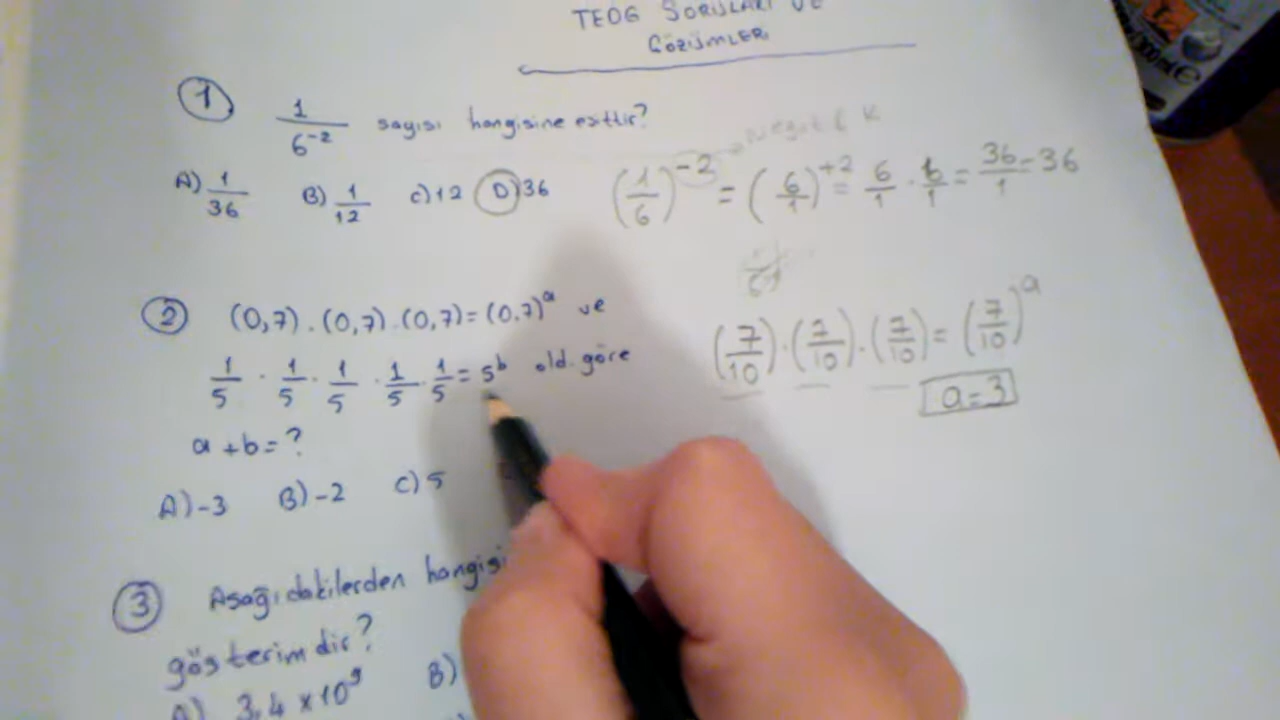 TEOG SORULARI VE
ÇÖZÜMLERİ
1 1/6^-2 sayısı hangisine eşittir?
A) 1/36 B) 1/12 C) 12 D) 36
(1/6)^-2 = (6/1)^+2 = 6/1 · 6/1 = 36/1 = 36
2 (0,7) . (0,7) . (0,7) = (0,7)^a ve
1/5 · 1/5 · 1/5 · 1/5 · 1/5 = 5^b old. göre
a + b = ?
A) -3 B) -2 C) 5
(7/10) · (7/10) · (7/10) = (7/10)^a
a = 3
3 Aşağıdakilerden hangisi
gösterimdir?
A) 3,4 x 10^9 B)
300 ml e